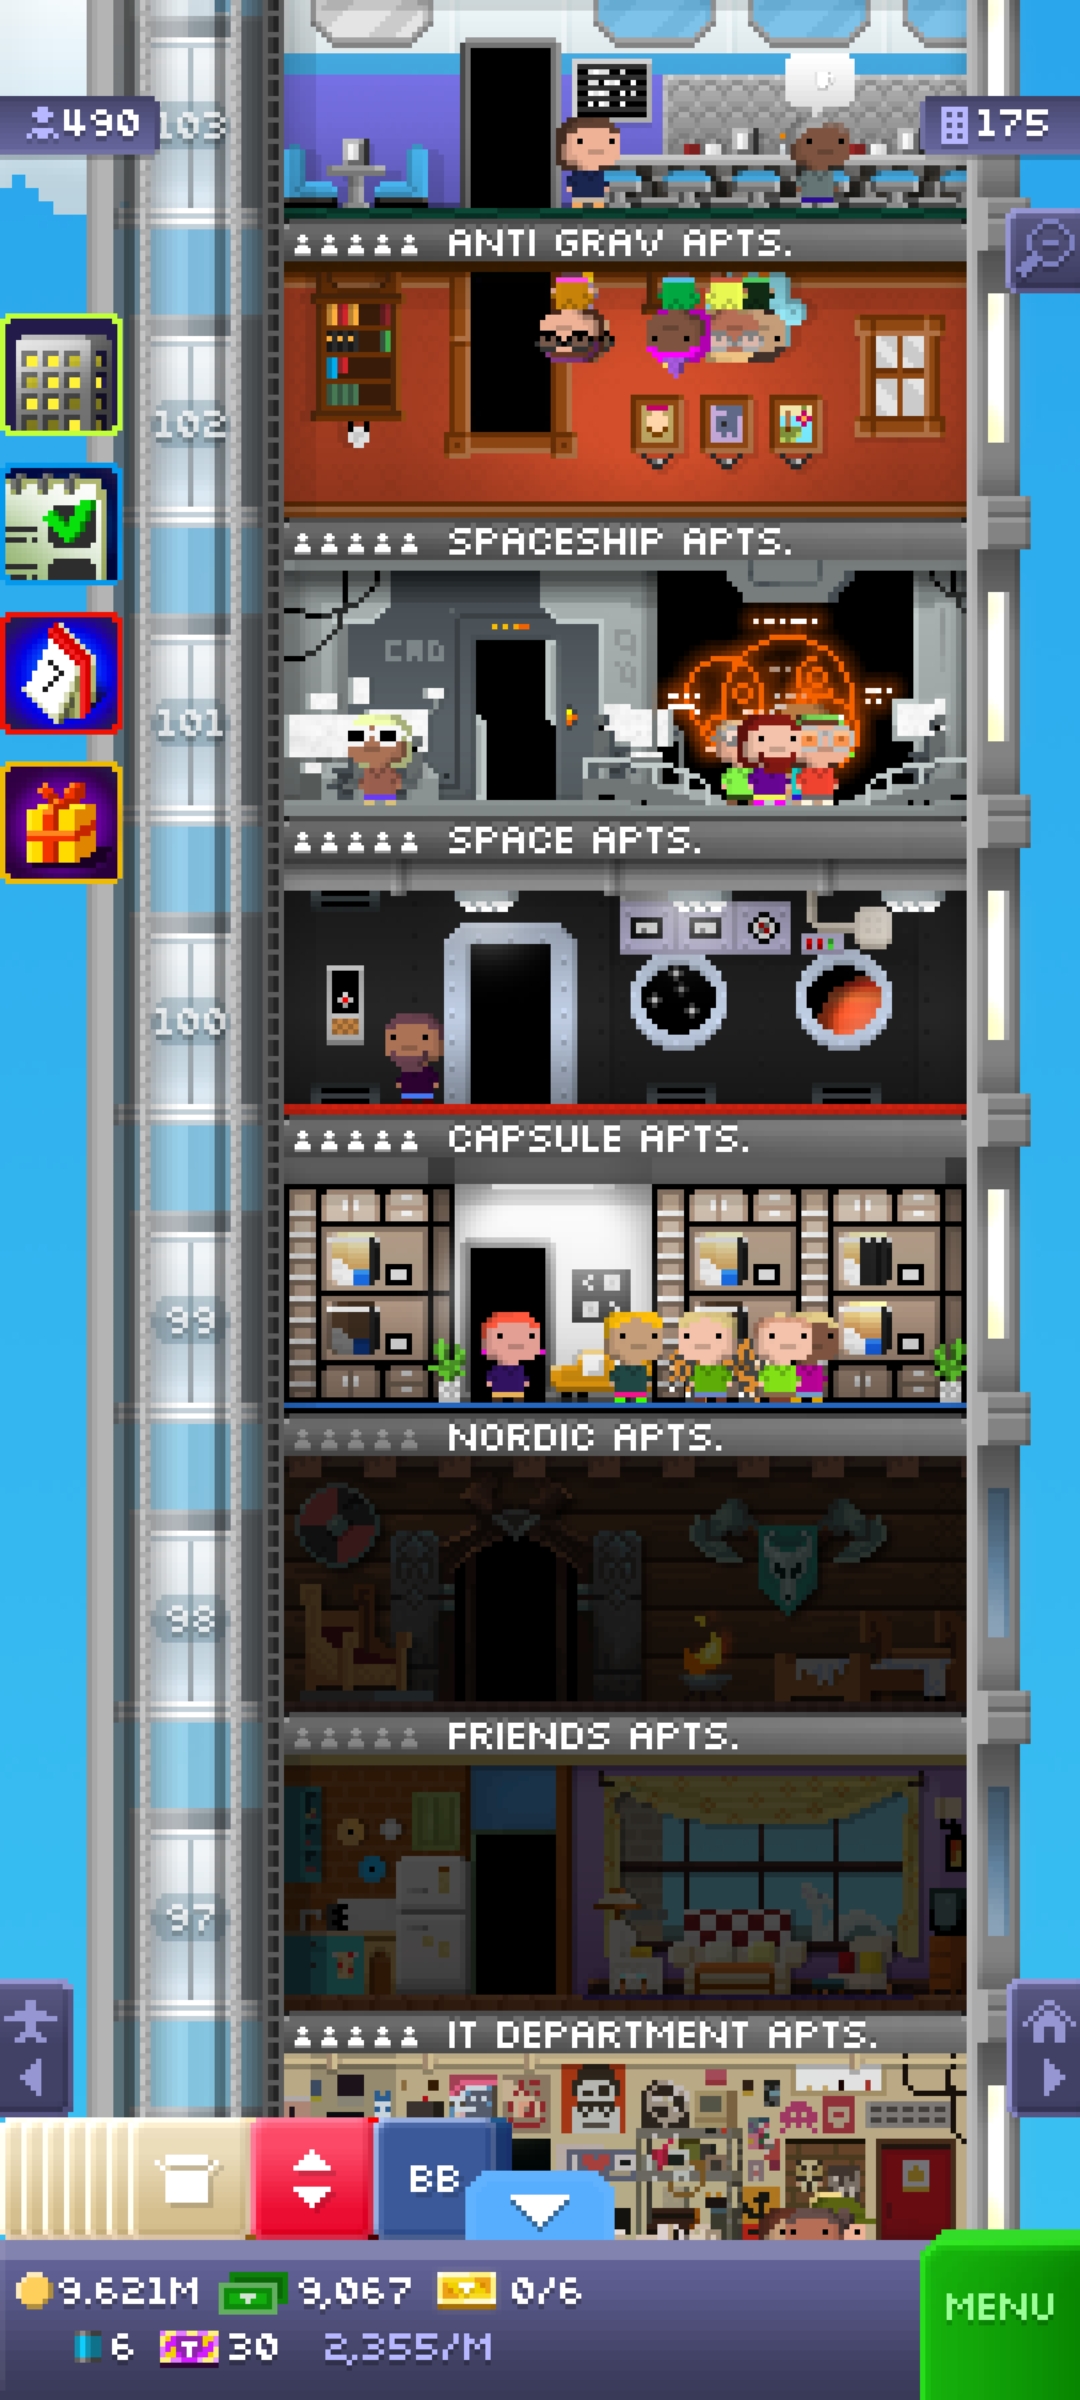 103
490
175
ANTI GRAV APTS.
102
SPACESHIP APTS.
CAD
101
SPACE APTS.
100
CAPSULE APTS.
99
NORDIC APTS.
98
FRIENDS APTS.
97
IT DEPARTMENT APTS.
BB
9.621M 9,067 0/6
MENU
6 30 2,355/M